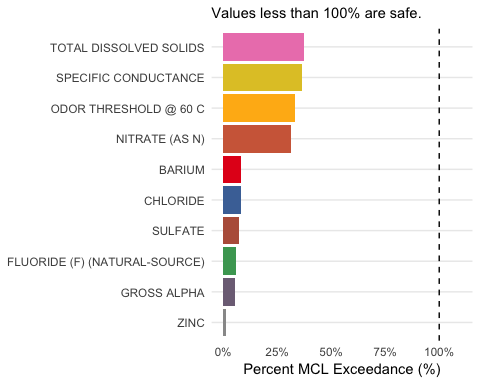 Values less than 100% are safe.
TOTAL DISSOLVED SOLIDS
SPECIFIC CONDUCTANCE
ODOR THRESHOLD @ 60 C
NITRATE (AS N)
BARIUM
CHLORIDE
SULFATE
FLUORIDE (F) (NATURAL-SOURCE)
GROSS ALPHA
ZINC
0% 25% 50% 75% 100%
Percent MCL Exceedance (%)